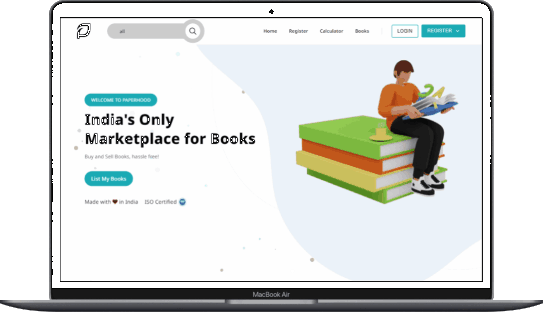 all
Home Register Calculator Books LOGIN REGISTER
WELCOME TO PAPERHOOD
India's Only
Marketplace for Books
Buy and Sell Books, hassle free!
List My Books
Made with in India ISO Certified
MacBook Air